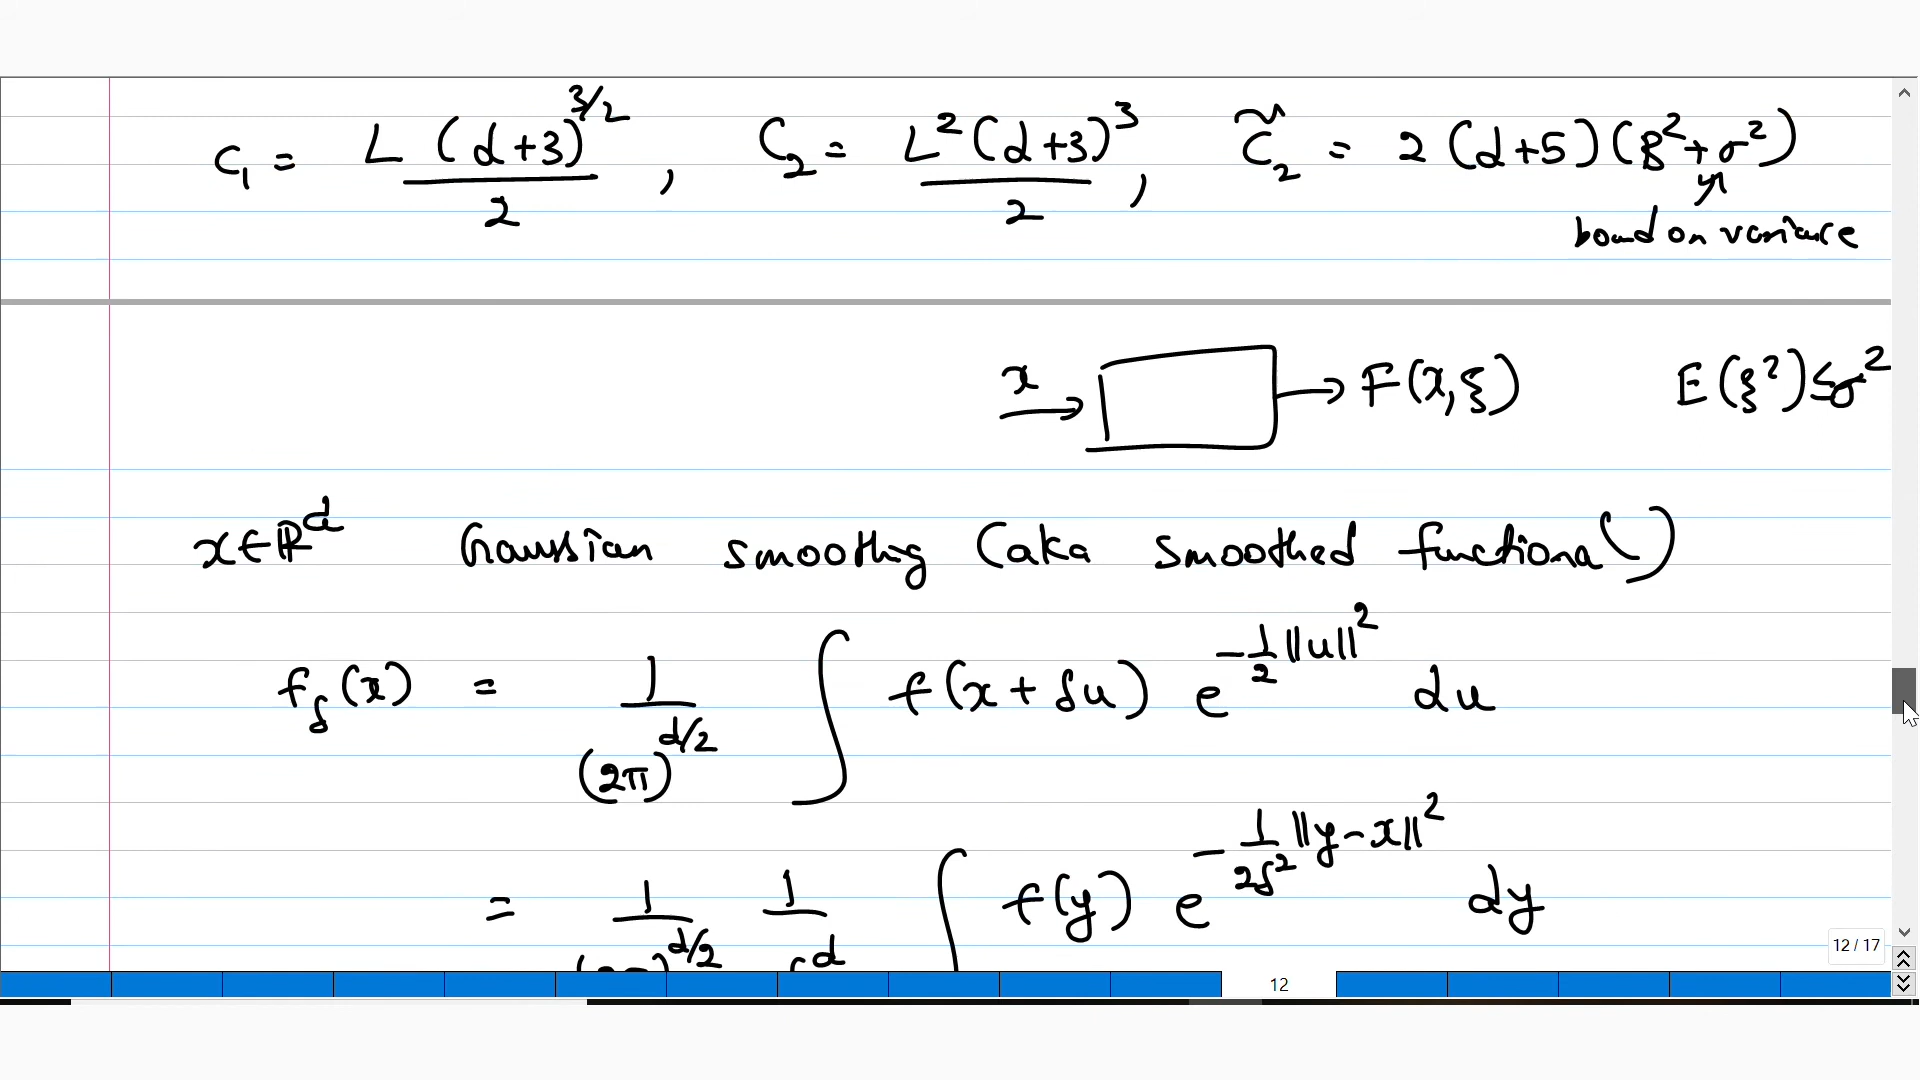 C₁ = L (d+3)^{3/2} / 2 , C₂ = L² (d+3)³ / 2 , C̃₂ = 2 (d+5) (B² + σ²)
bound on variance
x → F(x, ξ) E(ξ²) ≤ σ²
x ∈ ℝ^d Gaussian smoothing (aka smoothed functional)
f_δ(x) = 1 / (2π)^{d/2} ∫ f(x + δu) e^{-1/2 ||u||²} du
= 1 / (2π)^{d/2} 1 / δ^d ∫ f(y) e^{-1/(2δ²) ||y-x||²} dy
12 / 17
12